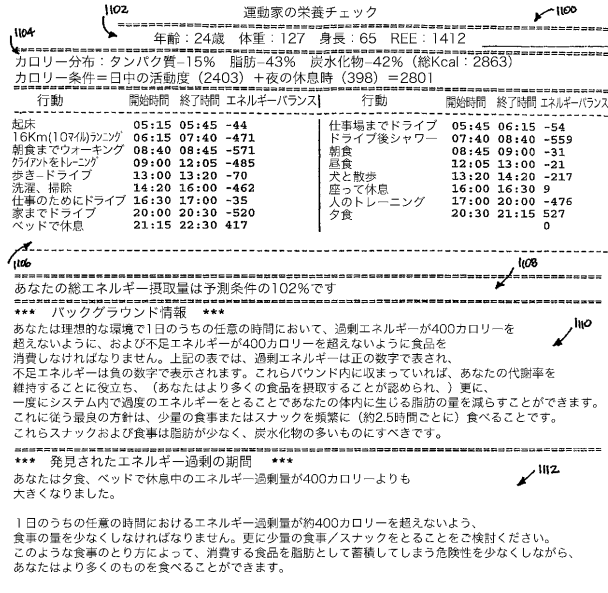 運動家の栄養チェック
1100
1102
年齢：24歳　体重：127　身長：65　REE：1412
1104
カロリー分布：タンパク質−15%　脂肪−43%　炭水化物−42%（総Kcal：2863）
カロリー条件＝日中の活動度（2403）＋夜の休息時（398）＝2801
行動　開始時間　終了時間　エネルギーバランス　行動　開始時間　終了時間　エネルギーバランス
起床　05:15　05:45　-44　仕事場までドライブ　05:45　06:15　-54
16Km(10マイル)ランニング　06:15　07:40　-471　ドライブ後シャワー　07:40　08:40　-559
朝食までウォーキング　08:40　08:45　-571　朝食　08:45　09:00　-31
クライアントをトレーニング　09:00　12:05　-485　昼食　12:05　13:00　-21
歩き−ドライブ　13:00　13:20　-70　犬と散歩　13:20　14:20　-217
洗濯、掃除　14:20　16:00　-462　座って休息　16:00　16:30　9
仕事のためにドライブ　16:30　17:00　-35　人のトレーニング　17:00　20:00　-476
家までドライブ　20:00　20:30　-520　夕食　20:30　21:15　527
ベッドで休息　21:15　22:30　417　0
1106
1108
あなたの総エネルギー摂取量は予測条件の102%です
***　バックグラウンド情報　***
1110
あなたは理想的な環境で1日のうちの任意の時間において、過剰エネルギーが400カロリーを
超えないように、および不足エネルギーが400カロリーを超えないように食品を
消費しなければなりません。上記の表では、過剰エネルギーは正の数字で表され、
不足エネルギーは負の数字で表示されます。これらバウンド内に収まっていれば、あなたの代謝率を
維持することに役立ち、（あなたはより多くの食品を摂取することが認められ、）更に、
一度にシステム内で過度のエネルギーをとることであなたの体内に生じる脂肪の量を減らすことができます。
これに従う最良の方針は、少量の食事またはスナックを頻繁に（約2.5時間ごとに）食べることです。
これらスナックおよび食事は脂肪が少なく、炭水化物の多いものにすべきです。
***　発見されたエネルギー過剰の期間　***
1112
あなたは夕食、ベッドで休息中のエネルギー過剰量が400カロリーよりも
大きくなりました。
1日のうちの任意の時間におけるエネルギー過剰量が約400カロリーを超えないよう、
食事の量を少なくしなければなりません。更に少量の食事／スナックをとることをご検討ください。
このような食事のとり方によって、消費する食品を脂肪として蓄積してしまう危険性を少なくしながら、
あなたはより多くのものを食べることができます。